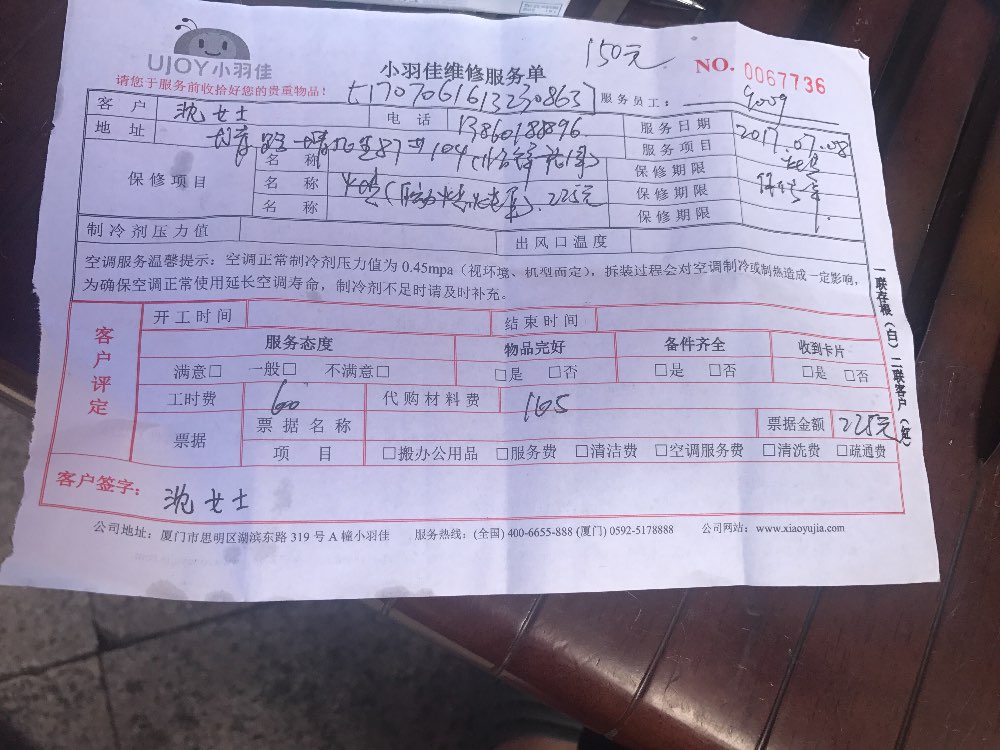 UJOY小羽佳
小羽佳维修服务单
150元
NO. 0067736
请您于服务前收拾好您的贵重物品！
[170706161323086 3]
服务员工： 9009
客 户 沈女士 电 话 13860188896 服务日期 2017.07.08
地 址 路 里87 104 服务项目
保修项目 名 称 保修期限
名 称 225元 保修期限
名 称 保修期限
制冷剂压力值 出风口温度
空调服务温馨提示：空调正常制冷剂压力值为 0.45mpa（视环境、机型而定），拆装过程会对空调制冷或制热造成一定影响，
为确保空调正常使用延长空调寿命，制冷剂不足时请及时补充。
客户评定
开工时间 结束时间
服务态度 物品完好 备件齐全 收到卡片
满意□ 一般□ 不满意□ □是 □否 □是 □否 □是 □否
工时费 60 代购材料费 165
票据 票据名称 票据金额 225元
项 目 □搬办公用品 □服务费 □清洁费 □空调服务费 □清洗费 □疏通费
客户签字： 沈女士
一联存根（白）二联客户（红）
公司地址：厦门市思明区湖滨东路 319 号 A 幢小羽佳 服务热线：(全国) 400-6655-888 (厦门) 0592-5178888 公司网站：www.xiaoyujia.com